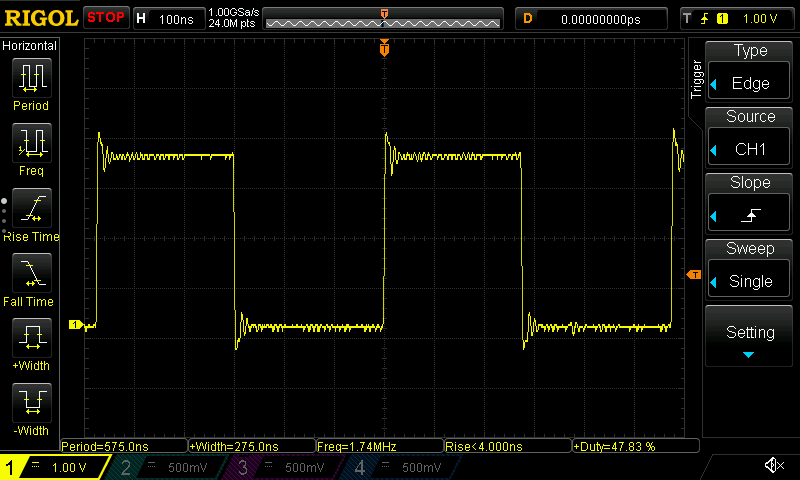 RIGOL STOP H 100ns 1.00GSa/s 24.0M pts T D 0.00000000ps T 1 1.00 V
Horizontal
Period
Freq
Rise Time
Fall Time
+Width
-Width
T
1
T
Trigger
Type
Edge
Source
CH1
Slope
Sweep
Single
Setting
Period=575.0ns +Width=275.0ns Freq=1.74MHz Rise<4.000ns +Duty=47.83 %
1 1.00 V 2 500mV 3 500mV 4 500mV